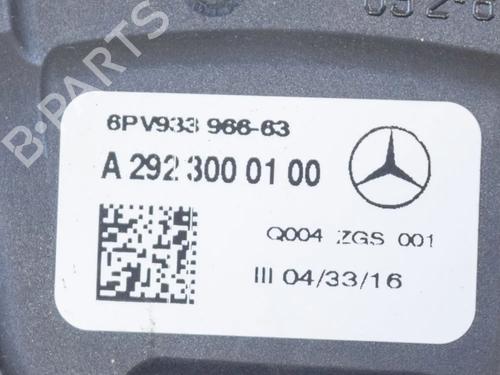 6PV933 966-63
A 292 300 01 00
Q004 ZGS 001
III 04/33/16
B-PARTS